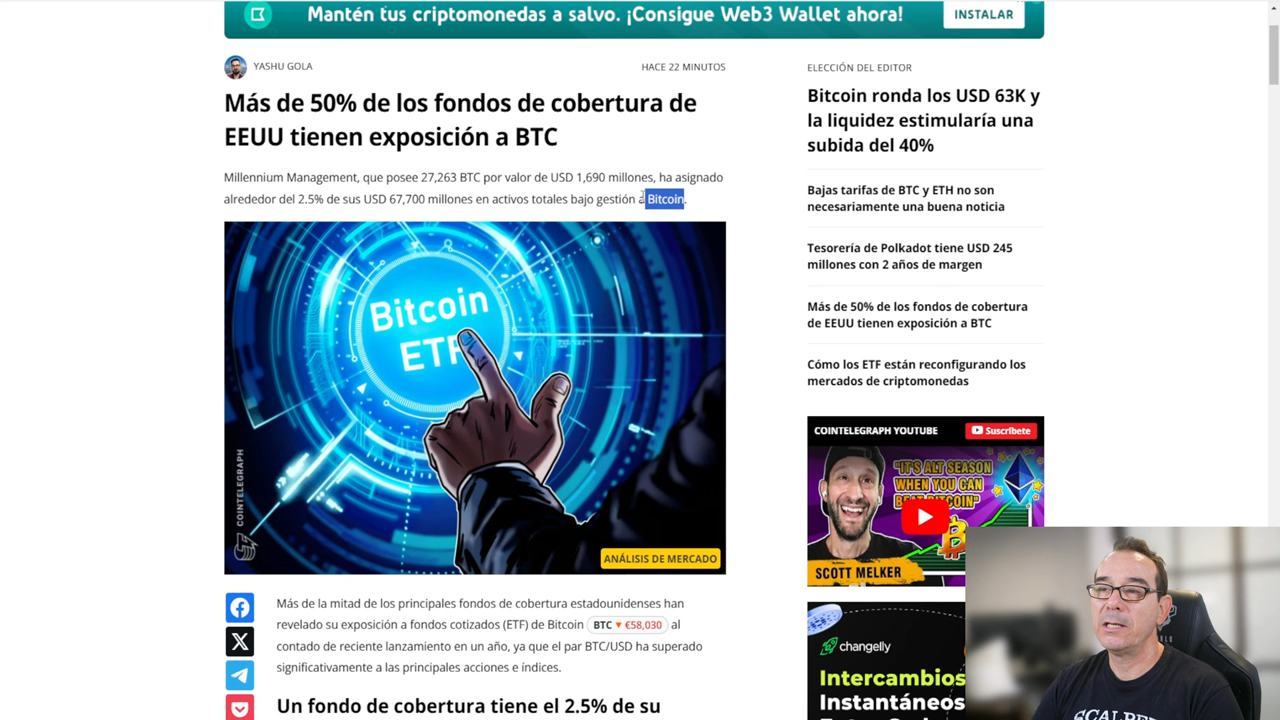 Mantén tus criptomonedas a salvo. ¡Consigue Web3 Wallet ahora!
INSTALAR
YASHU GOLA
HACE 22 MINUTOS
Más de 50% de los fondos de cobertura de
EEUU tienen exposición a BTC
Millennium Management, que posee 27,263 BTC por valor de USD 1,690 millones, ha asignado
alrededor del 2.5% de sus USD 67,700 millones en activos totales bajo gestión a Bitcoin.
Bitcoin
ETF
COINTELEGRAPH
ANÁLISIS DE MERCADO
Más de la mitad de los principales fondos de cobertura estadounidenses han
revelado su exposición a fondos cotizados (ETF) de Bitcoin BTC ▼ €58,030 al
contado de reciente lanzamiento en un año, ya que el par BTC/USD ha superado
significativamente a las principales acciones e índices.
Un fondo de cobertura tiene el 2.5% de su
ELECCIÓN DEL EDITOR
Bitcoin ronda los USD 63K y
la liquidez estimularía una
subida del 40%
Bajas tarifas de BTC y ETH no son
necesariamente una buena noticia
Tesorería de Polkadot tiene USD 245
millones con 2 años de margen
Más de 50% de los fondos de cobertura
de EEUU tienen exposición a BTC
Cómo los ETF están reconfigurando los
mercados de criptomonedas
COINTELEGRAPH YOUTUBE
Suscríbete
"IT'S ALT SEASON
WHEN YOU CAN
BEAT BITCOIN"
SCOTT MELKER
changelly
Intercambios
Instantáneos
SCALPER